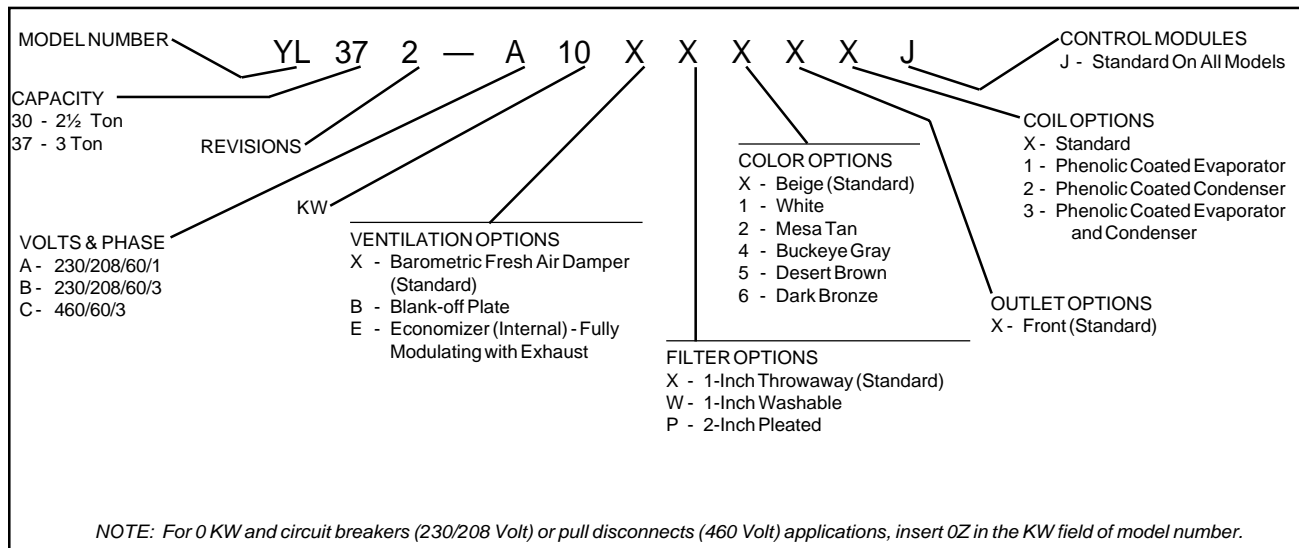 MODEL NUMBER
YL 37 2 — A 10 X X X X X J
CONTROL MODULES
J - Standard On All Models
CAPACITY
30 - 2½ Ton
37 - 3 Ton
REVISIONS
COIL OPTIONS
X - Standard
1 - Phenolic Coated Evaporator
2 - Phenolic Coated Condenser
3 - Phenolic Coated Evaporator
and Condenser
COLOR OPTIONS
X - Beige (Standard)
1 - White
2 - Mesa Tan
4 - Buckeye Gray
5 - Desert Brown
6 - Dark Bronze
KW
VOLTS & PHASE
A - 230/208/60/1
B - 230/208/60/3
C - 460/60/3
VENTILATION OPTIONS
X - Barometric Fresh Air Damper
(Standard)
B - Blank-off Plate
E - Economizer (Internal) - Fully
Modulating with Exhaust
OUTLET OPTIONS
X - Front (Standard)
FILTER OPTIONS
X - 1-Inch Throwaway (Standard)
W - 1-Inch Washable
P - 2-Inch Pleated
NOTE: For 0 KW and circuit breakers (230/208 Volt) or pull disconnects (460 Volt) applications, insert 0Z in the KW field of model number.